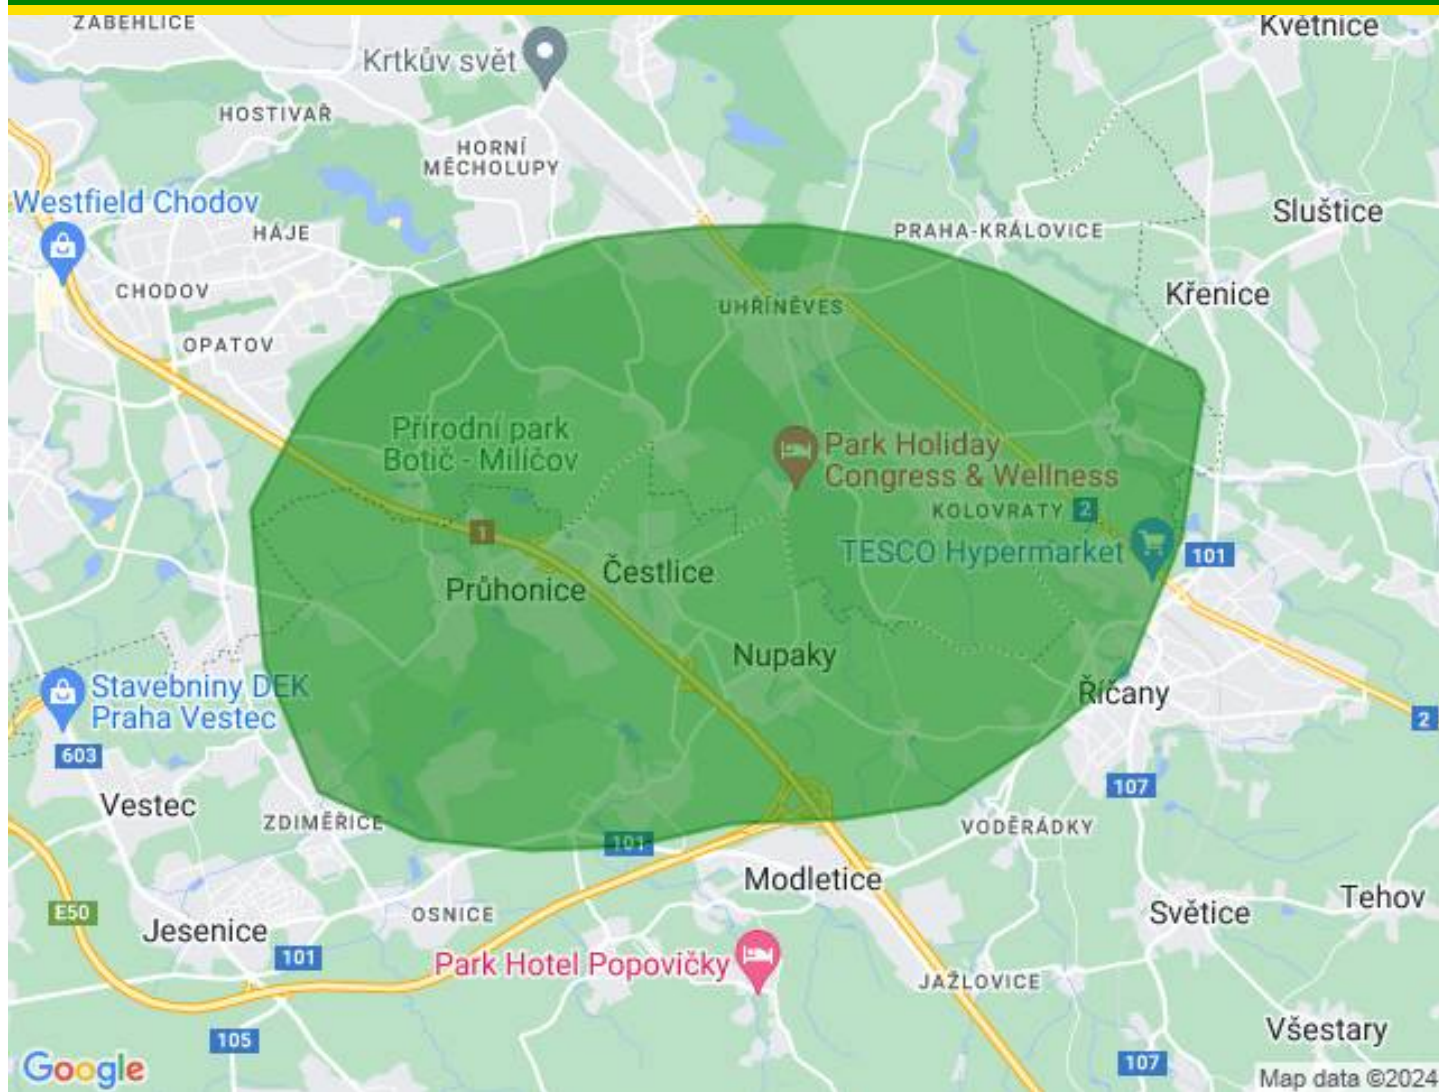 ZÁBĚHLICE
Květnice
Krtkův svět
HOSTIVAŘ
HORNÍ
MĚCHOLUPY
Westfield Chodov
HÁJE
PRAHA-KRÁLOVICE
Sluštice
CHODOV
UHŘÍNĚVES
Křenice
OPATOV
Přírodní park
Botič - Milíčov
Park Holiday
Congress & Wellness
KOLOVRATY 2
1
TESCO Hypermarket
101
Průhonice
Čestlice
Nupaky
Stavebniny DEK
Praha Vestec
Říčany
2
603
107
Vestec
ZDIMĚŘICE
101
VODĚRÁDKY
Modletice
Tehov
E50
OSNICE
Světice
Jesenice
101
Park Hotel Popovičky
JAŽLOVICE
105
Všestary
107
Google
Map data ©2024